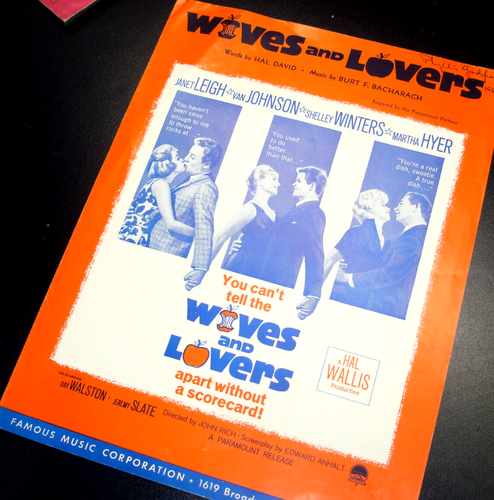 WIVES AND LOVERS
Words by HAL DAVID - Music by BURT F. BACHARACH
Inspired by the Paramount Picture
JANET LEIGH ☆ VAN JOHNSON ☆ SHELLEY WINTERS ☆ MARTHA HYER
"You haven't
been close
enough to me
to throw
rocks at...
"You used
to do
better
than that...
"You're a real
dish, sweetie.
A true
dish...
You can't
tell the
WIVES
AND
LOVERS
apart without
a scorecard!
A
HAL
WALLIS
Production
RAY WALSTON - JEREMY SLATE
Directed by JOHN RICH · Screenplay by EDWARD ANHALT
A PARAMOUNT RELEASE
FAMOUS MUSIC CORPORATION • 1619 Broad